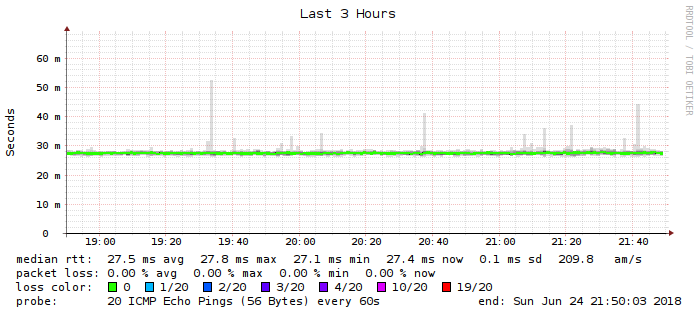 Last 3 Hours
RRDTOOL / TOBI OETIKER
Seconds
60 m
50 m
40 m
30 m
20 m
10 m
0
19:00 19:20 19:40 20:00 20:20 20:40 21:00 21:20 21:40
median rtt: 27.5 ms avg 27.8 ms max 27.1 ms min 27.4 ms now 0.1 ms sd 209.8 am/s
packet loss: 0.00 % avg 0.00 % max 0.00 % min 0.00 % now
loss color: 0 1/20 2/20 3/20 4/20 10/20 19/20
probe: 20 ICMP Echo Pings (56 Bytes) every 60s end: Sun Jun 24 21:50:03 2018